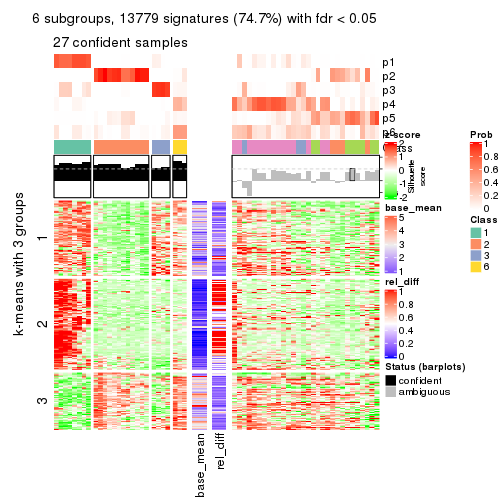 6 subgroups, 13779 signatures (74.7%) with fdr < 0.05
27 confident samples
p1
p2
p3
p4
p5
p6
Class
z-score
2
1
0
-1
-2
Silhouette
score
Prob
1
0.8
0.6
0.4
0.2
0
Class
1
2
3
6
base_mean
5
4
3
2
1
rel_diff
1
0.8
0.6
0.4
0.2
0
Status (barplots)
confident
ambiguous
k-means with 3 groups
1
2
3
base_mean
rel_diff